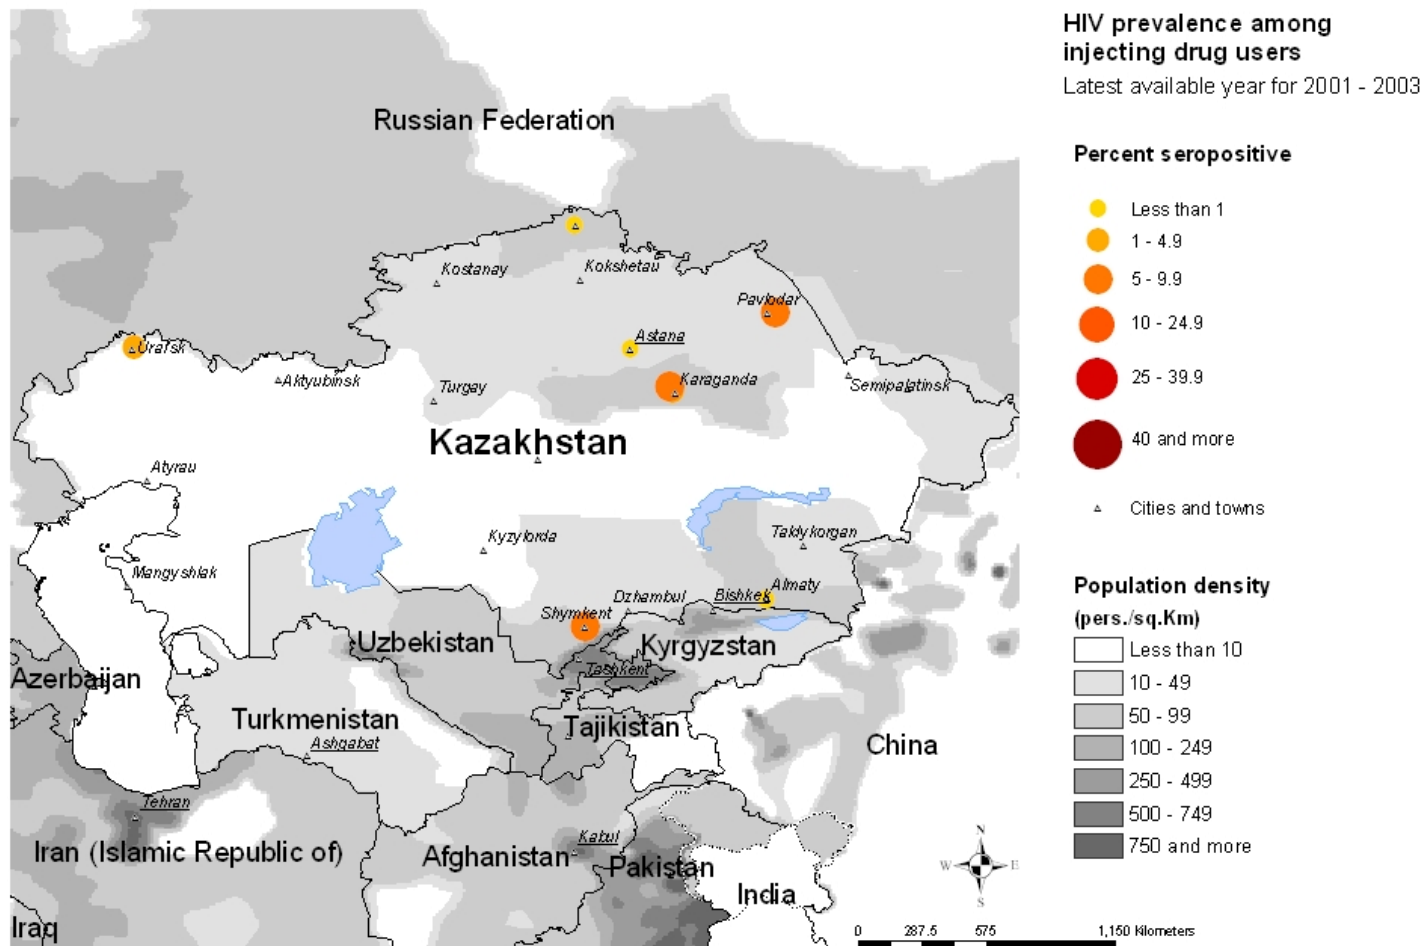 HIV prevalence among
injecting drug users
Latest available year for 2001 - 2003
Percent seropositive
Less than 1
1 - 4.9
5 - 9.9
10 - 24.9
25 - 39.9
40 and more
Cities and towns
Population density
(pers./sq.Km)
Less than 10
10 - 49
50 - 99
100 - 249
250 - 499
500 - 749
750 and more
Russian Federation
Kostanay
Kokshetau
Pavlodar
Astana
Uralsk
Aktyubinsk
Turgay
Karaganda
Semipalatinsk
Kazakhstan
Atyrau
Kyzylorda
Taldykorgan
Mangyshlak
Dzhambul
Bishkek
Almaty
Shymkent
Uzbekistan
Kyrgyzstan
Tashkent
Azerbaijan
Turkmenistan
Tajikistan
Ashgabat
China
Tehran
Iran (Islamic Republic of)
Kabul
Afghanistan
Pakistan
India
Iraq
N
W
E
S
0 287.5 575 1,150 Kilometers